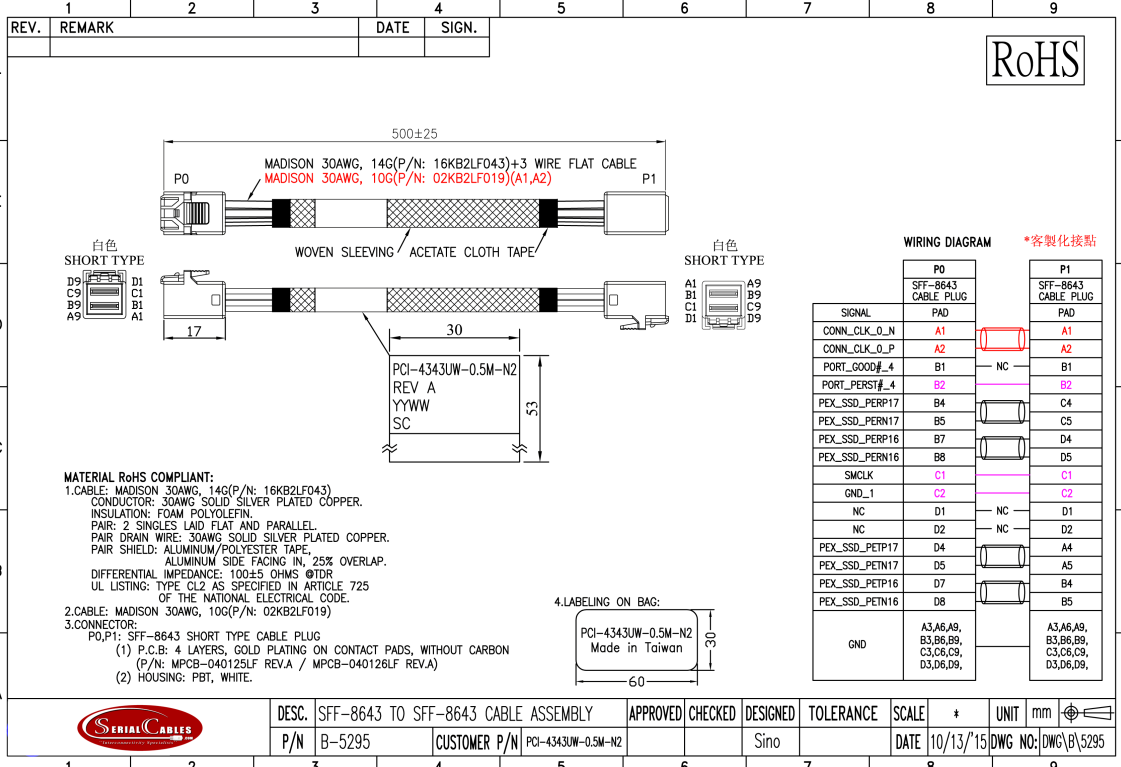 1 2 3 4 5 6 7 8 9
REV. REMARK DATE SIGN.
RoHS
500±25
MADISON 30AWG, 14G(P/N: 16KB2LF043)+3 WIRE FLAT CABLE
MADISON 30AWG, 10G(P/N: 02KB2LF019)(A1,A2)
P0
P1
WOVEN SLEEVING
ACETATE CLOTH TAPE
白色
SHORT TYPE
D9 D1
C9 C1
B9 B1
A9 A1
白色
SHORT TYPE
A1 A9
B1 B9
C1 C9
D1 D9
17
30
PCI-4343UW-0.5M-N2
REV A
YYWW
SC
53
WIRING DIAGRAM
*客製化接點
P0 P1
SFF-8643 CABLE PLUG SFF-8643 CABLE PLUG
SIGNAL PAD PAD
CONN_CLK_0_N A1 A1
CONN_CLK_0_P A2 A2
PORT_GOOD#_4 B1 NC B1
PORT_PERST#_4 B2 B2
PEX_SSD_PERP17 B4 C4
PEX_SSD_PERN17 B5 C5
PEX_SSD_PERP16 B7 D4
PEX_SSD_PERN16 B8 D5
SMCLK C1 C1
GND_1 C2 C2
NC D1 NC D1
NC D2 NC D2
PEX_SSD_PETP17 D4 A4
PEX_SSD_PETN17 D5 A5
PEX_SSD_PETP16 D7 B4
PEX_SSD_PETN16 D8 B5
GND
A3,A6,A9, A3,A6,A9,
B3,B6,B9, B3,B6,B9,
C3,C6,C9, C3,C6,C9,
D3,D6,D9, D3,D6,D9,
MATERIAL RoHS COMPLIANT:
1.CABLE: MADISON 30AWG, 14G(P/N: 16KB2LF043)
CONDUCTOR: 30AWG SOLID SILVER PLATED COPPER.
INSULATION: FOAM POLYOLEFIN.
PAIR: 2 SINGLES LAID FLAT AND PARALLEL.
PAIR DRAIN WIRE: 30AWG SOLID SILVER PLATED COPPER.
PAIR SHIELD: ALUMINUM/POLYESTER TAPE,
ALUMINUM SIDE FACING IN, 25% OVERLAP.
DIFFERENTIAL IMPEDANCE: 100±5 OHMS @TDR
UL LISTING: TYPE CL2 AS SPECIFIED IN ARTICLE 725
OF THE NATIONAL ELECTRICAL CODE.
2.CABLE: MADISON 30AWG, 10G(P/N: 02KB2LF019)
3.CONNECTOR:
P0,P1: SFF-8643 SHORT TYPE CABLE PLUG
(1) P.C.B: 4 LAYERS, GOLD PLATING ON CONTACT PADS, WITHOUT CARBON
(P/N: MPCB-040125LF REV.A / MPCB-040126LF REV.A)
(2) HOUSING: PBT, WHITE.
4.LABELING ON BAG:
PCI-4343UW-0.5M-N2
Made in Taiwan
30
60
SERIAL CABLES
Interconnectivity Specialists
DESC. SFF-8643 TO SFF-8643 CABLE ASSEMBLY APPROVED CHECKED DESIGNED TOLERANCE SCALE * UNIT mm
P/N B-5295 CUSTOMER P/N PCI-4343UW-0.5M-N2 Sino DATE 10/13/'15 DWG NO: DWG\B\5295